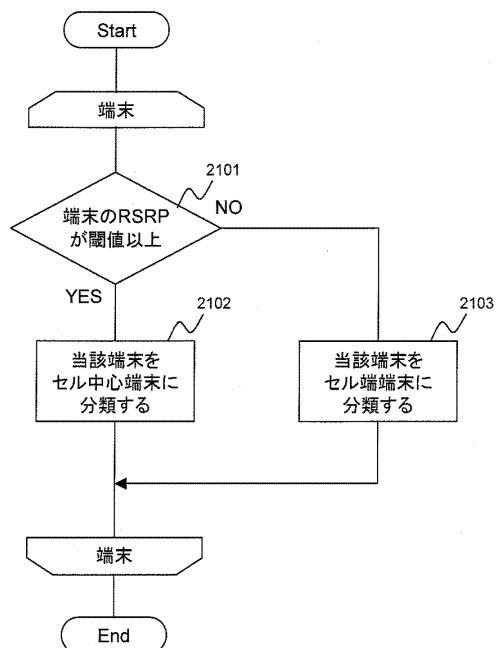 Start
端末
2101
端末のRSRP
が閾値以上
NO
YES
2102
当該端末を
セル中心端末に
分類する
2103
当該端末を
セル端端末に
分類する
端末
End